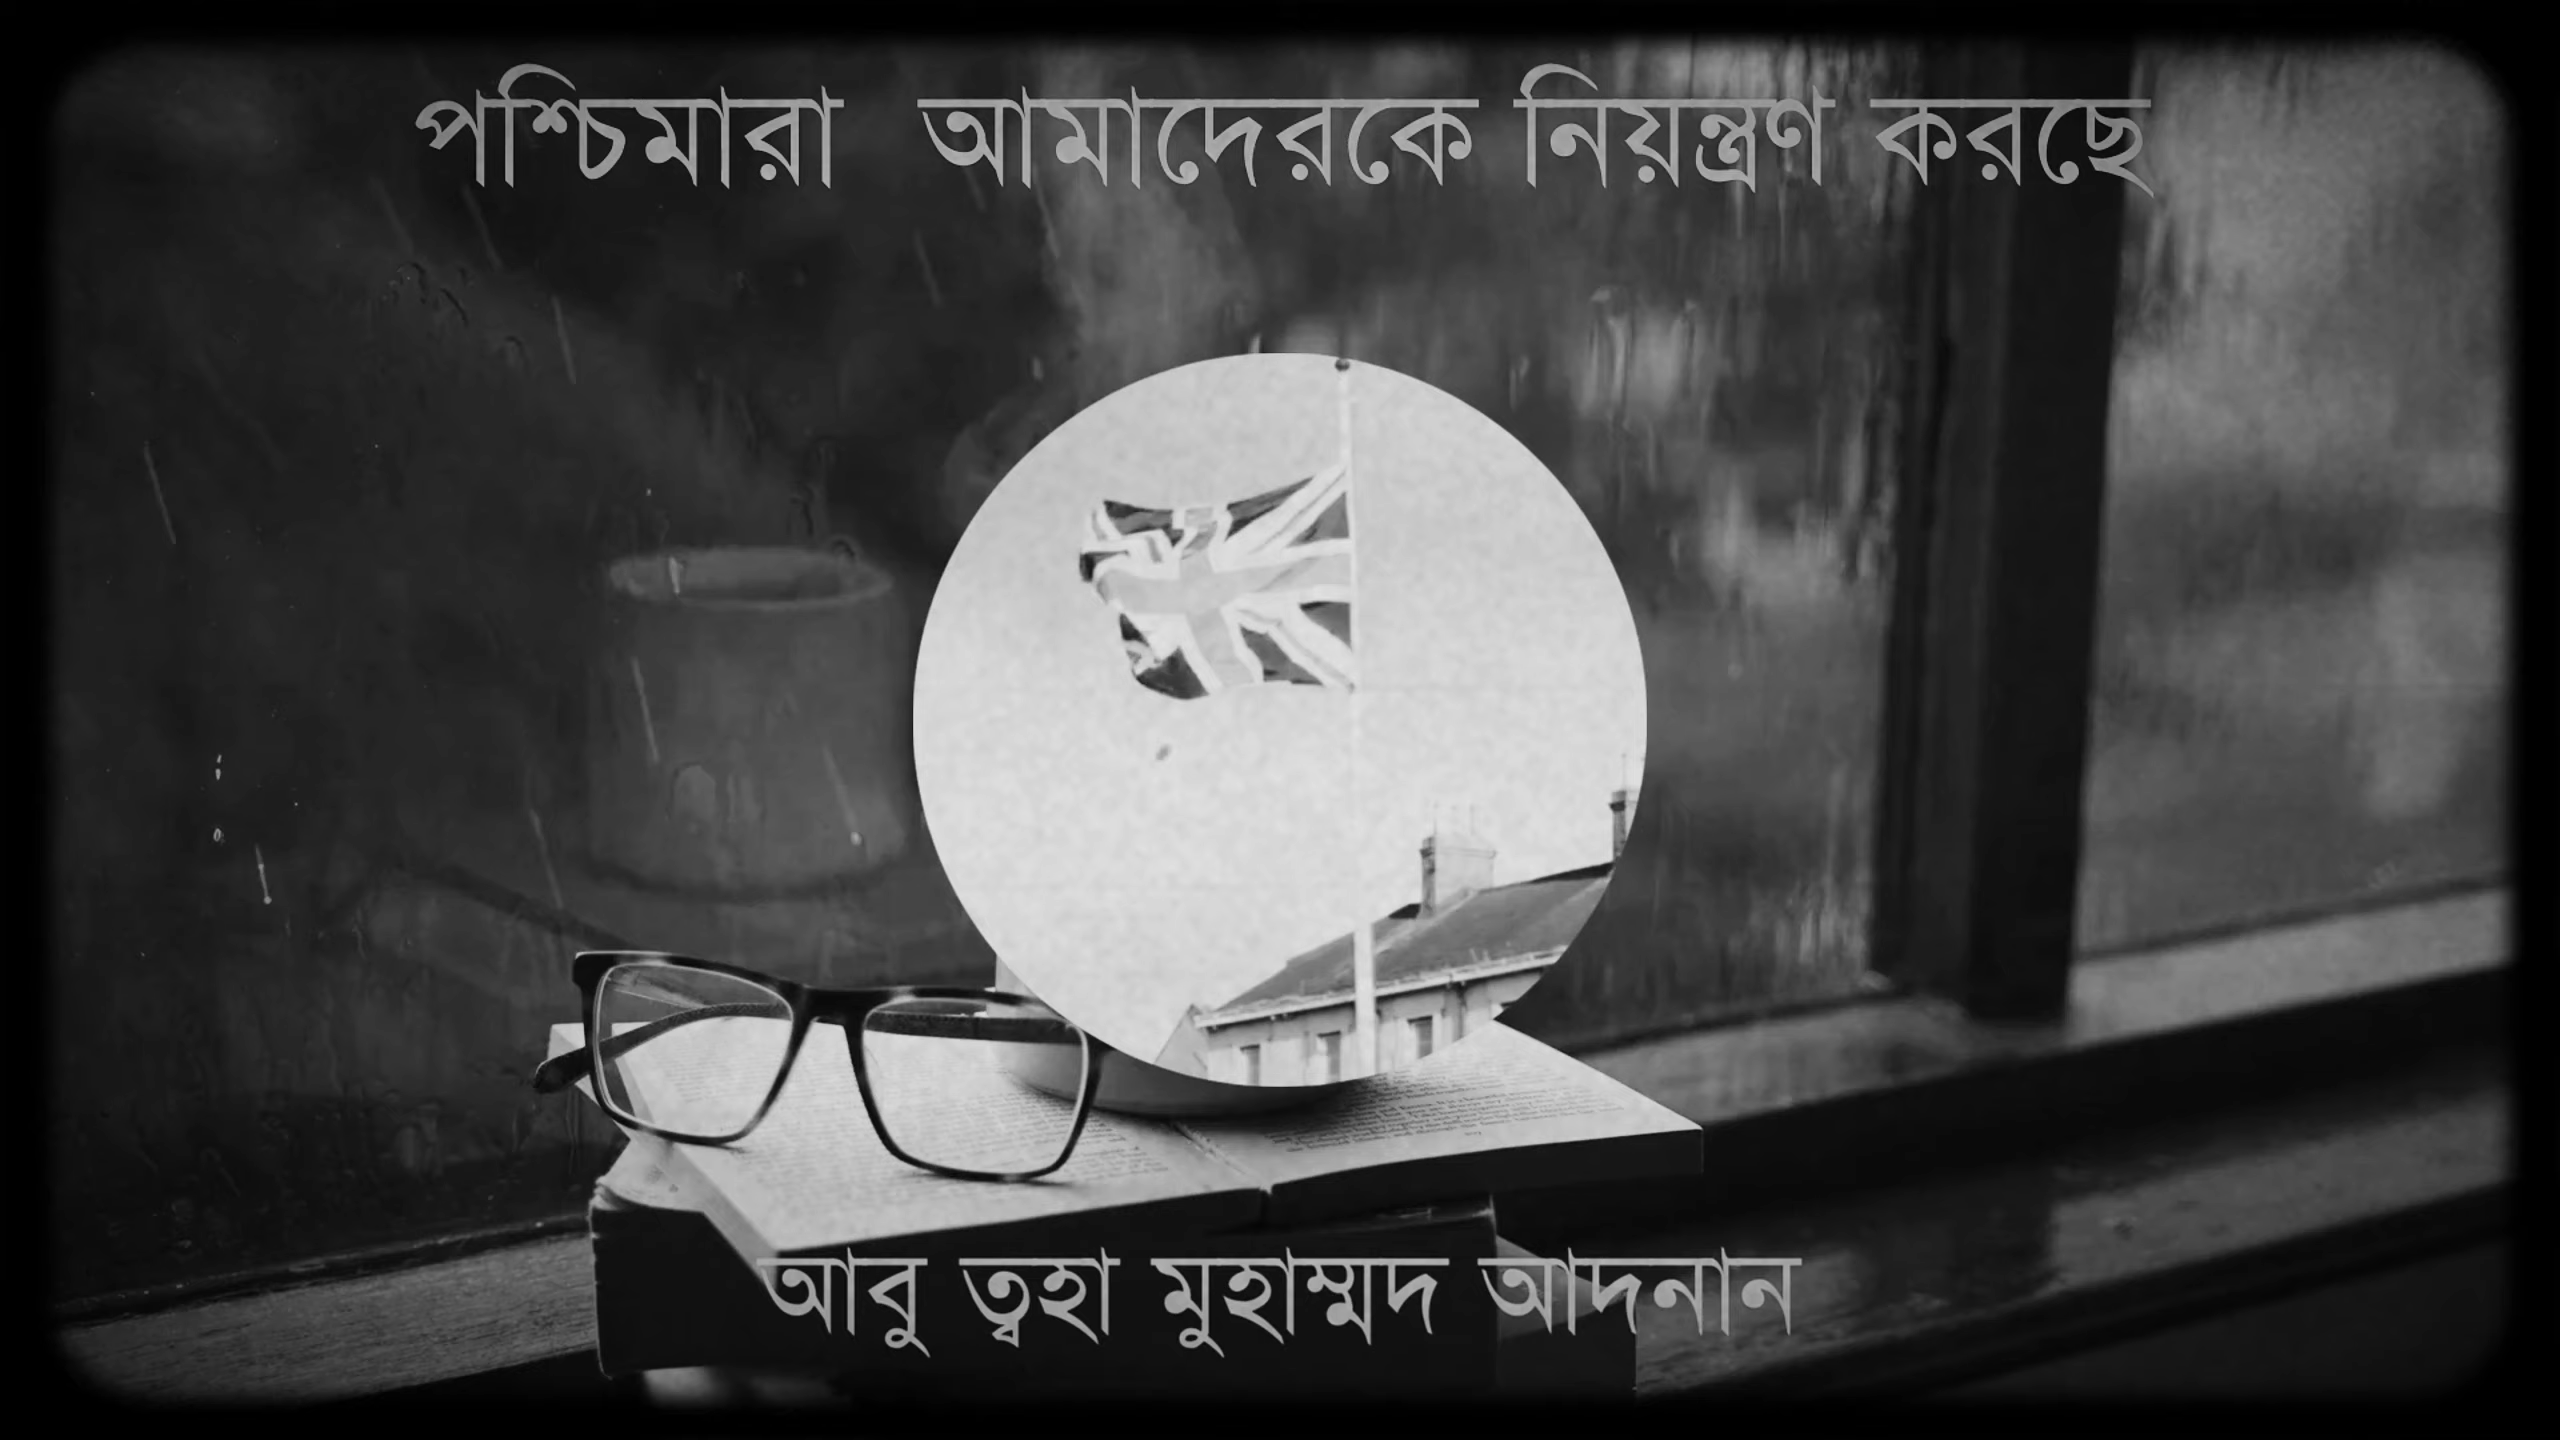 পশ্চিমারা আমাদেরকে নিয়ন্ত্রণ করছে
আবু ত্বহা মুহাম্মদ আদনান